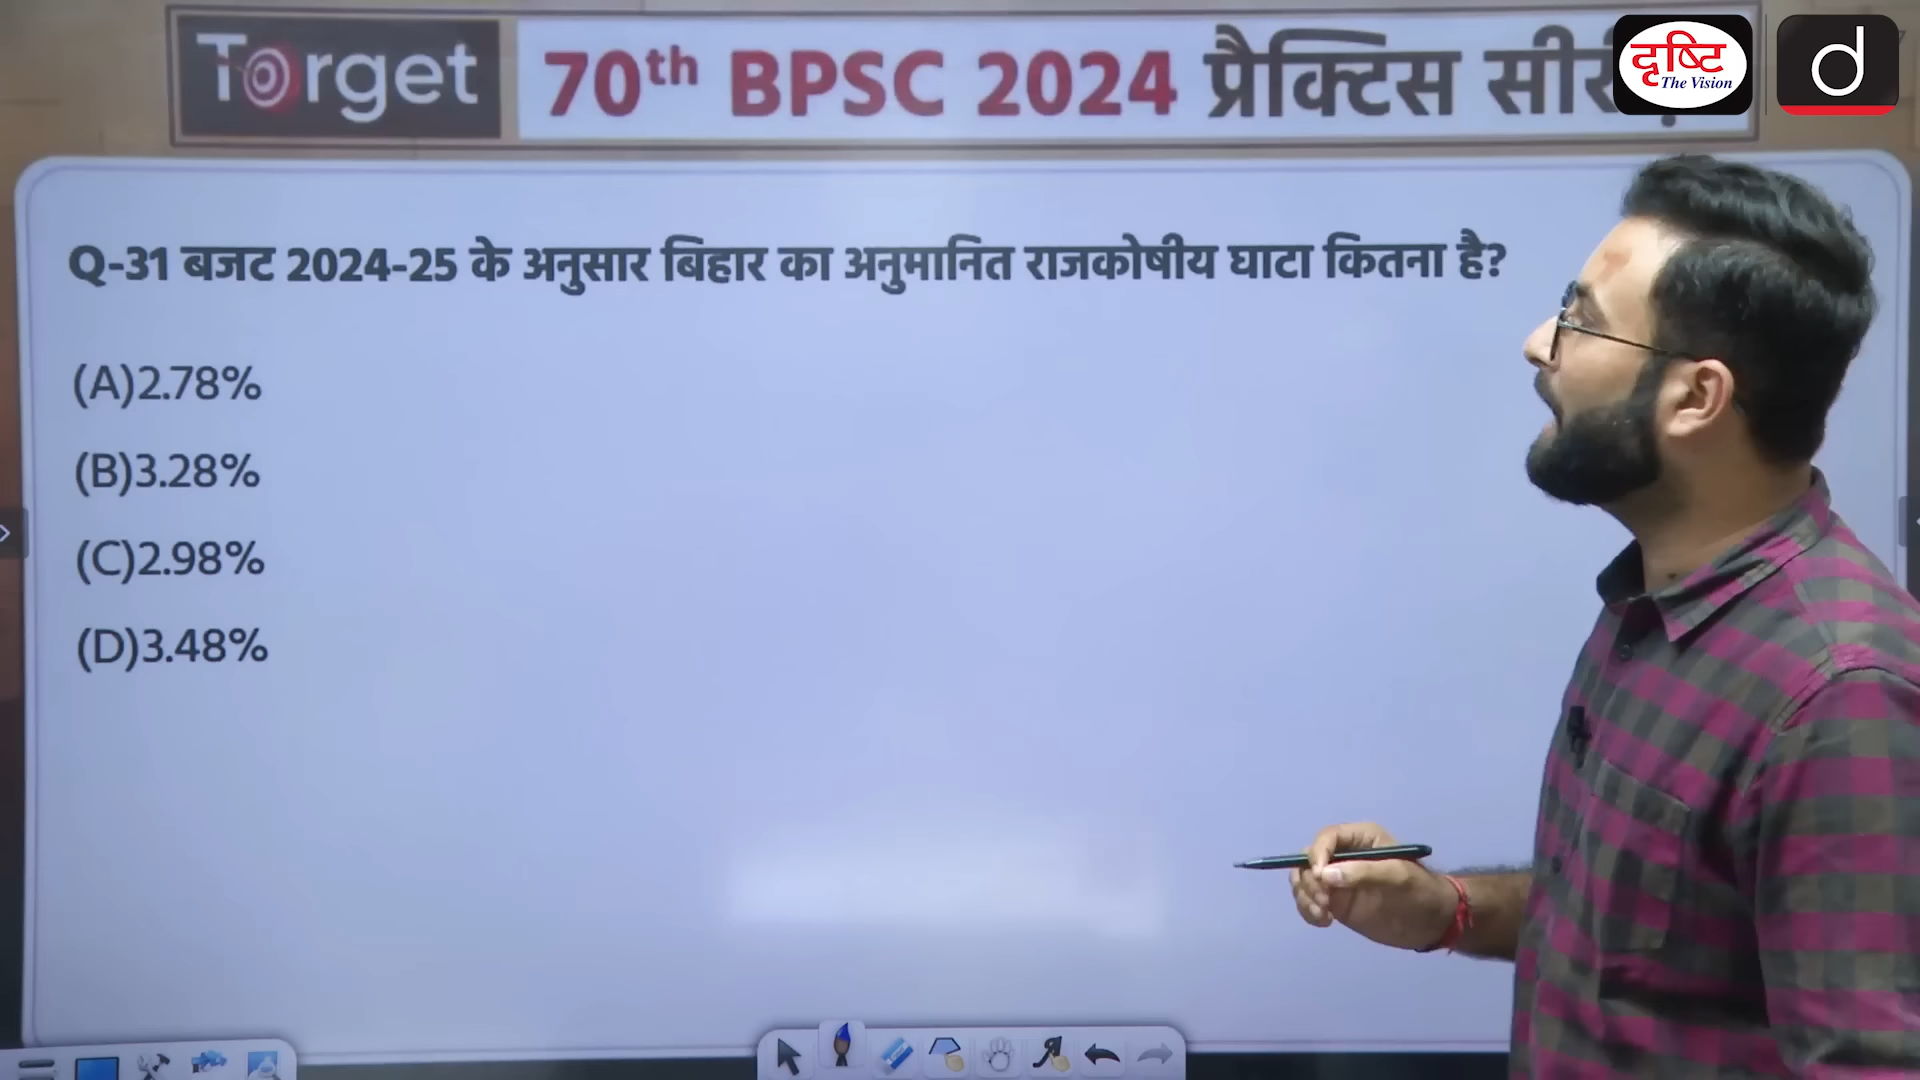 Target
70th BPSC 2024 प्रैक्टिस
दृष्टि
The Vision
d
Q-31 बजट 2024-25 के अनुसार बिहार का अनुमानित राजकोषीय घाटा कितना है?
(A)2.78%
(B)3.28%
(C)2.98%
(D)3.48%